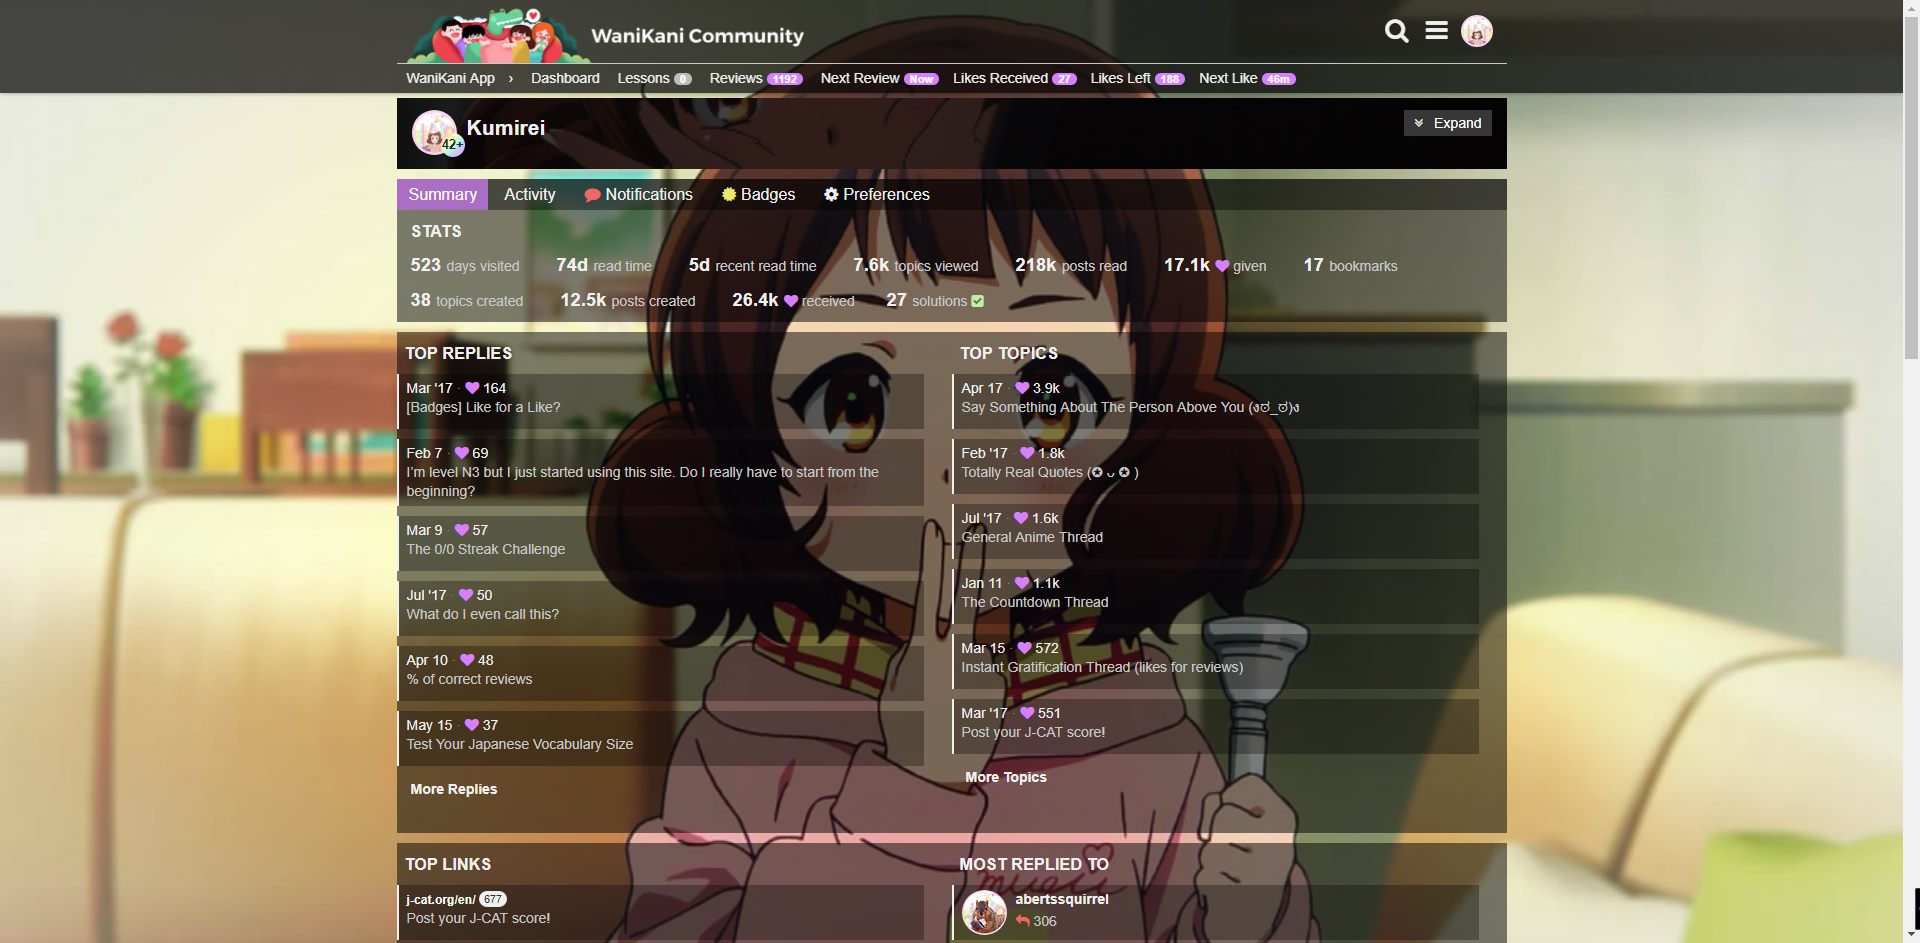 WaniKani Community
WaniKani App › Dashboard Lessons 0 Reviews 1192 Next Review Now Likes Received 27 Likes Left 188 Next Like 46m
Kumirei
42+
Expand
Summary Activity Notifications Badges Preferences
STATS
523 days visited 74d read time 5d recent read time 7.6k topics viewed 218k posts read 17.1k given 17 bookmarks
38 topics created 12.5k posts created 26.4k received 27 solutions
TOP REPLIES
Mar '17 · 164
[Badges] Like for a Like?
Feb 7 · 69
I'm level N3 but I just started using this site. Do I really have to start from the
beginning?
Mar 9 · 57
The 0/0 Streak Challenge
Jul '17 · 50
What do I even call this?
Apr 10 · 48
% of correct reviews
May 15 · 37
Test Your Japanese Vocabulary Size
More Replies
TOP TOPICS
Apr 17 · 3.9k
Say Something About The Person Above You (งಠ_ಠ)ง
Feb '17 · 1.8k
Totally Real Quotes (✪ ᴗ ✪ )
Jul '17 · 1.6k
General Anime Thread
Jan 11 · 1.1k
The Countdown Thread
Mar 15 · 572
Instant Gratification Thread (likes for reviews)
Mar '17 · 551
Post your J-CAT score!
More Topics
TOP LINKS
j-cat.org/en/ 677
Post your J-CAT score!
MOST REPLIED TO
abertssquirrel
306